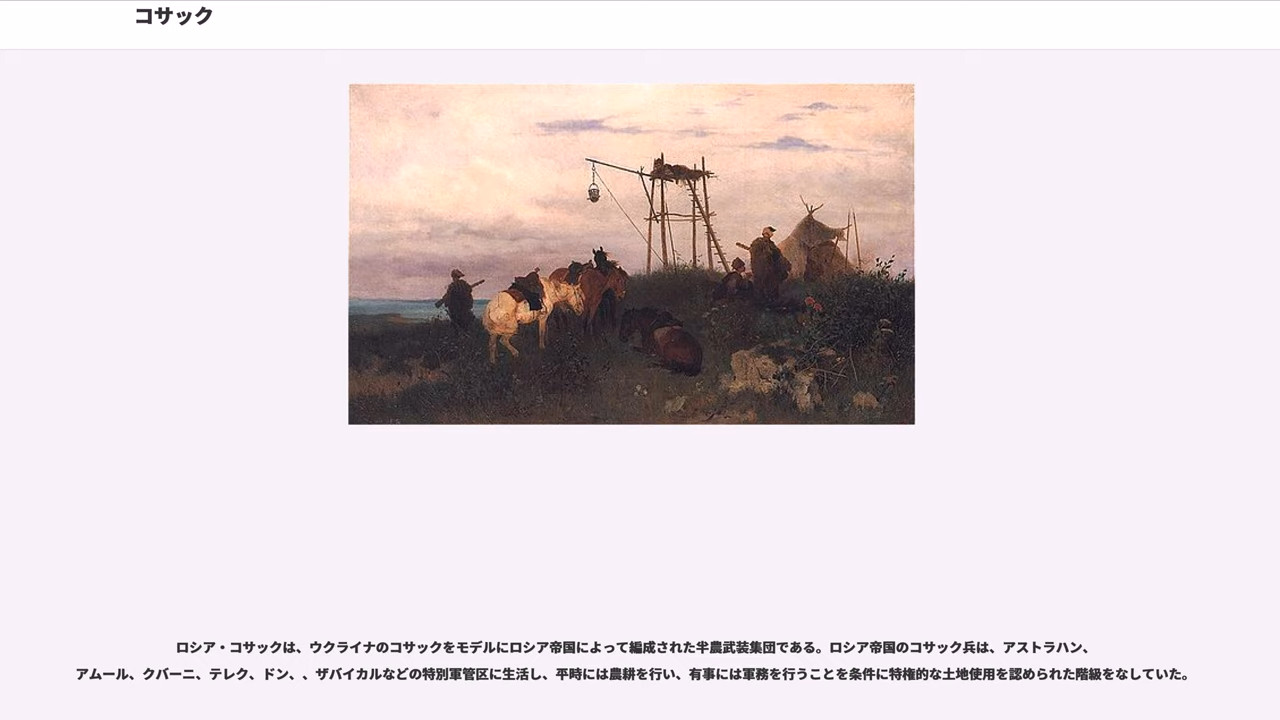 コサック
ロシア・コサックは、ウクライナのコサックをモデルにロシア帝国によって編成された半農武装集団である。ロシア帝国のコサック兵は、アストラハン、
アムール、クバーニ、テレク、ドン、、ザバイカルなどの特別軍管区に生活し、平時には農耕を行い、有事には軍務を行うことを条件に特権的な土地使用を認められた階級をなしていた。